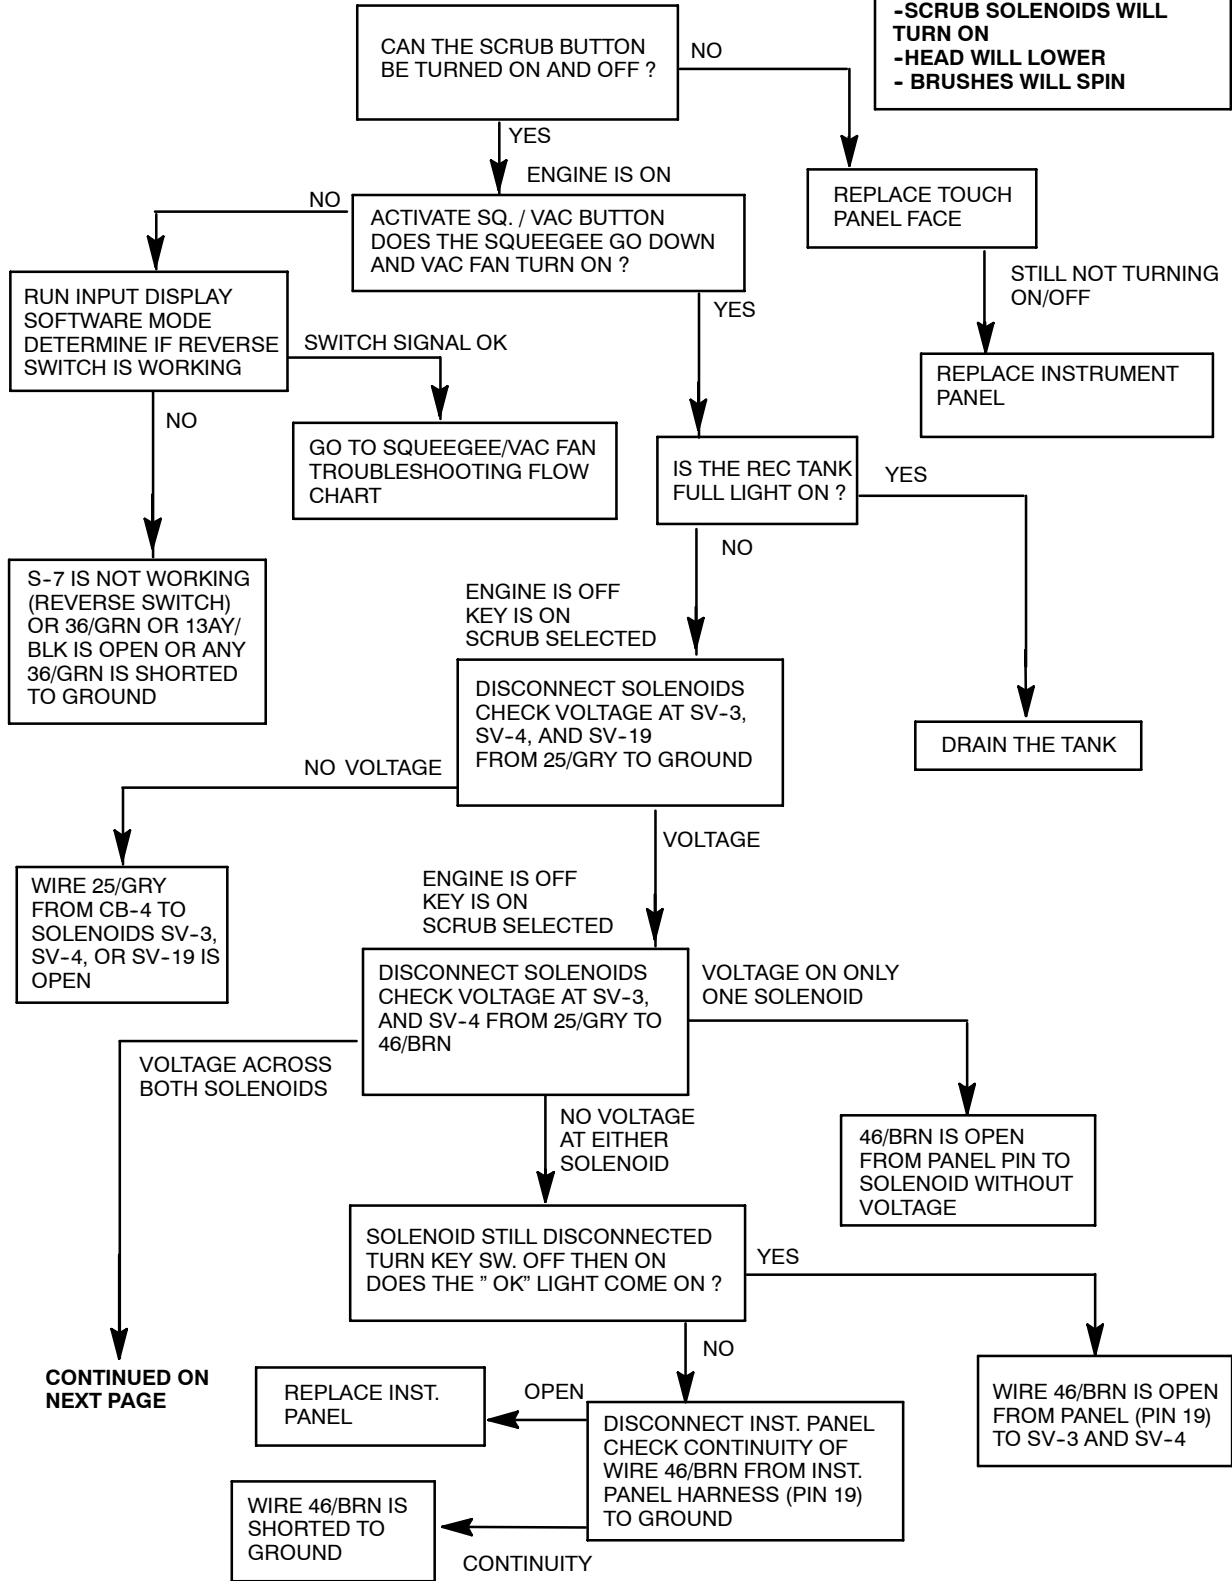 -SCRUB SOLENOIDS WILL
TURN ON
-HEAD WILL LOWER
- BRUSHES WILL SPIN
CAN THE SCRUB BUTTON
BE TURNED ON AND OFF ?
NO
YES
ENGINE IS ON
REPLACE TOUCH
PANEL FACE
NO
ACTIVATE SQ. / VAC BUTTON
DOES THE SQUEEGEE GO DOWN
AND VAC FAN TURN ON ?
STILL NOT TURNING
ON/OFF
RUN INPUT DISPLAY
SOFTWARE MODE
DETERMINE IF REVERSE
SWITCH IS WORKING
YES
SWITCH SIGNAL OK
REPLACE INSTRUMENT
PANEL
NO
GO TO SQUEEGEE/VAC FAN
TROUBLESHOOTING FLOW
CHART
IS THE REC TANK
FULL LIGHT ON ?
YES
NO
S-7 IS NOT WORKING
(REVERSE SWITCH)
OR 36/GRN OR 13AY/
BLK IS OPEN OR ANY
36/GRN IS SHORTED
TO GROUND
ENGINE IS OFF
KEY IS ON
SCRUB SELECTED
DISCONNECT SOLENOIDS
CHECK VOLTAGE AT SV-3,
SV-4, AND SV-19
FROM 25/GRY TO GROUND
DRAIN THE TANK
NO VOLTAGE
VOLTAGE
WIRE 25/GRY
FROM CB-4 TO
SOLENOIDS SV-3,
SV-4, OR SV-19 IS
OPEN
ENGINE IS OFF
KEY IS ON
SCRUB SELECTED
DISCONNECT SOLENOIDS
CHECK VOLTAGE AT SV-3,
AND SV-4 FROM 25/GRY TO
46/BRN
VOLTAGE ON ONLY
ONE SOLENOID
VOLTAGE ACROSS
BOTH SOLENOIDS
NO VOLTAGE
AT EITHER
SOLENOID
46/BRN IS OPEN
FROM PANEL PIN TO
SOLENOID WITHOUT
VOLTAGE
SOLENOID STILL DISCONNECTED
TURN KEY SW. OFF THEN ON
DOES THE ” OK” LIGHT COME ON ?
YES
NO
CONTINUED ON
NEXT PAGE
REPLACE INST.
PANEL
OPEN
DISCONNECT INST. PANEL
CHECK CONTINUITY OF
WIRE 46/BRN FROM INST.
PANEL HARNESS (PIN 19)
TO GROUND
WIRE 46/BRN IS OPEN
FROM PANEL (PIN 19)
TO SV-3 AND SV-4
WIRE 46/BRN IS
SHORTED TO
GROUND
CONTINUITY